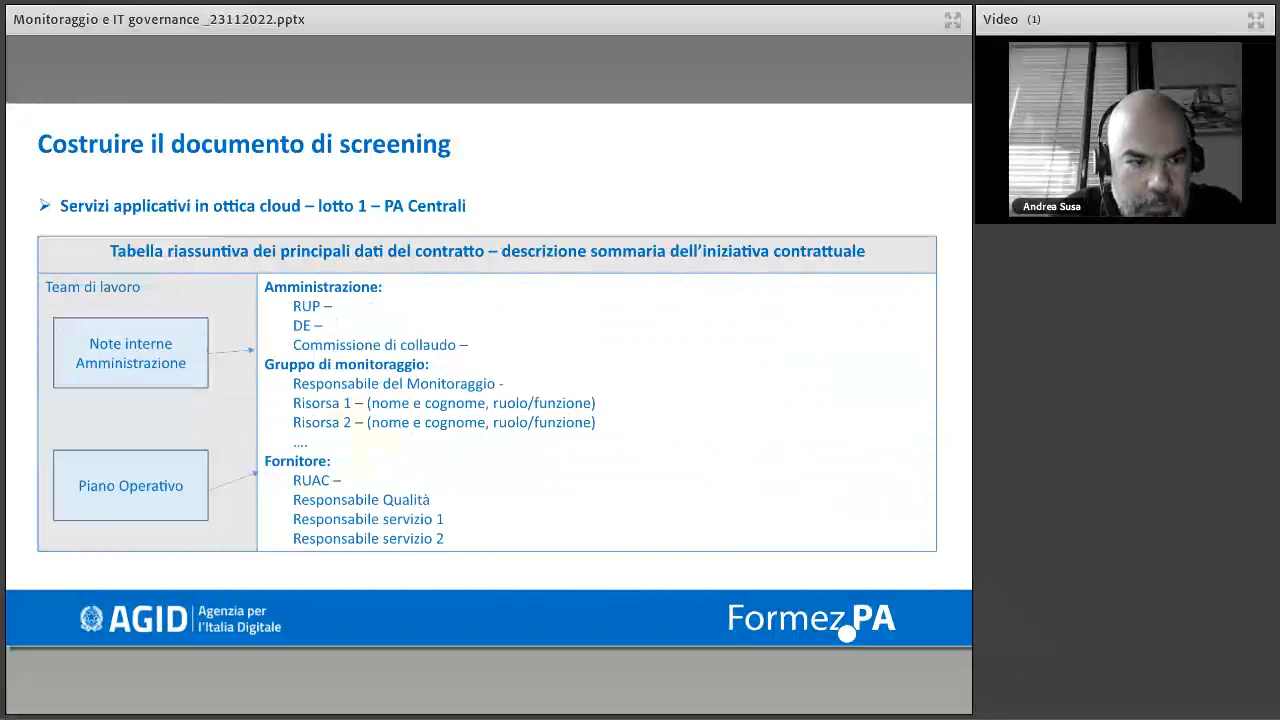 Monitoraggio e IT governance _23112022.pptx
Video (1)
Andrea Susa
Costruire il documento di screening
Servizi applicativi in ottica cloud – lotto 1 – PA Centrali
Tabella riassuntiva dei principali dati del contratto – descrizione sommaria dell'iniziativa contrattuale
Team di lavoro
Note interne
Amministrazione
Piano Operativo
Amministrazione:
RUP –
DE –
Commissione di collaudo –
Gruppo di monitoraggio:
Responsabile del Monitoraggio -
Risorsa 1 – (nome e cognome, ruolo/funzione)
Risorsa 2 – (nome e cognome, ruolo/funzione)
....
Fornitore:
RUAC –
Responsabile Qualità
Responsabile servizio 1
Responsabile servizio 2
AGID
Agenzia per
l'Italia Digitale
Formez PA